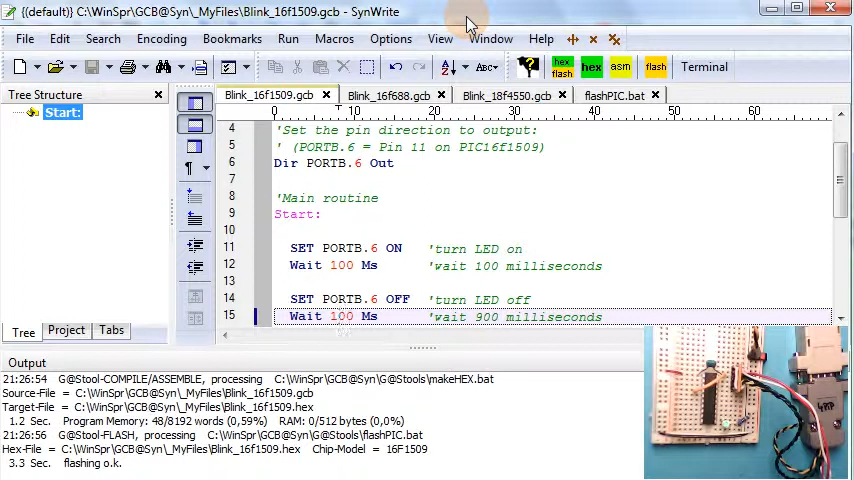 {(default)} C:\WinSpr\GCB@Syn\_MyFiles\Blink_16f1509.gcb - SynWrite
File Edit Search Encoding Bookmarks Run Macros Options View Window Help
ABC hex flash hex asm flash Terminal
Tree Structure
Start:
Tree Project Tabs
Blink_16f1509.gcb Blink_16f688.gcb Blink_18f4550.gcb flashPIC.bat
0 10 20 30 40 50 60
4 'Set the pin direction to output:
5 ' (PORTB.6 = Pin 11 on PIC16f1509)
6 Dir PORTB.6 Out
7
8 'Main routine
9 Start:
10
11 SET PORTB.6 ON 'turn LED on
12 Wait 100 Ms 'wait 100 milliseconds
13
14 SET PORTB.6 OFF 'turn LED off
15 Wait 100 Ms 'wait 900 milliseconds
Output
21:26:54 G@Stool-COMPILE/ASSEMBLE, processing C:\WinSpr\GCB@Syn\G@Stools\makeHEX.bat
Source-File = C:\WinSpr\GCB@Syn\_MyFiles\Blink_16f1509.gcb
Target-File = C:\WinSpr\GCB@Syn\_MyFiles\Blink_16f1509.hex
1.2 Sec. Program Memory: 48/8192 words (0,59%) RAM: 0/512 bytes (0,0%)
21:26:56 G@Stool-FLASH, processing C:\WinSpr\GCB@Syn\G@Stools\flashPIC.bat
Hex-File = C:\WinSpr\GCB@Syn\_MyFiles\Blink_16f1509.hex Chip-Model = 16F1509
3.3 Sec. flashing o.k.